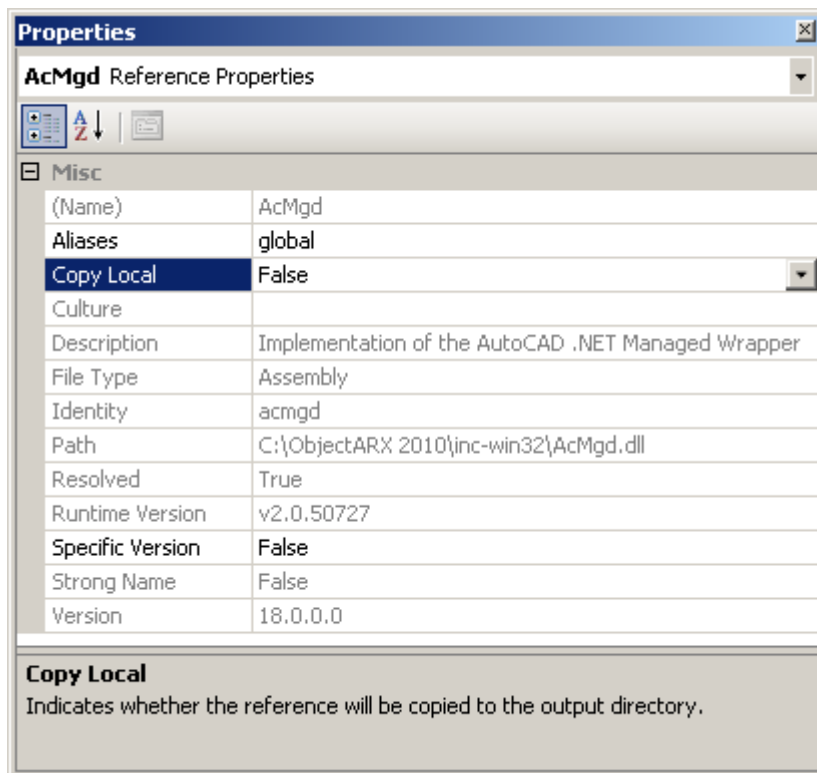 Properties
AcMgd Reference Properties
A
Z
Misc
(Name) AcMgd
Aliases global
Copy Local False
Culture
Description Implementation of the AutoCAD .NET Managed Wrapper
File Type Assembly
Identity acmgd
Path C:\ObjectARX 2010\inc-win32\AcMgd.dll
Resolved True
Runtime Version v2.0.50727
Specific Version False
Strong Name False
Version 18.0.0.0
Copy Local
Indicates whether the reference will be copied to the output directory.